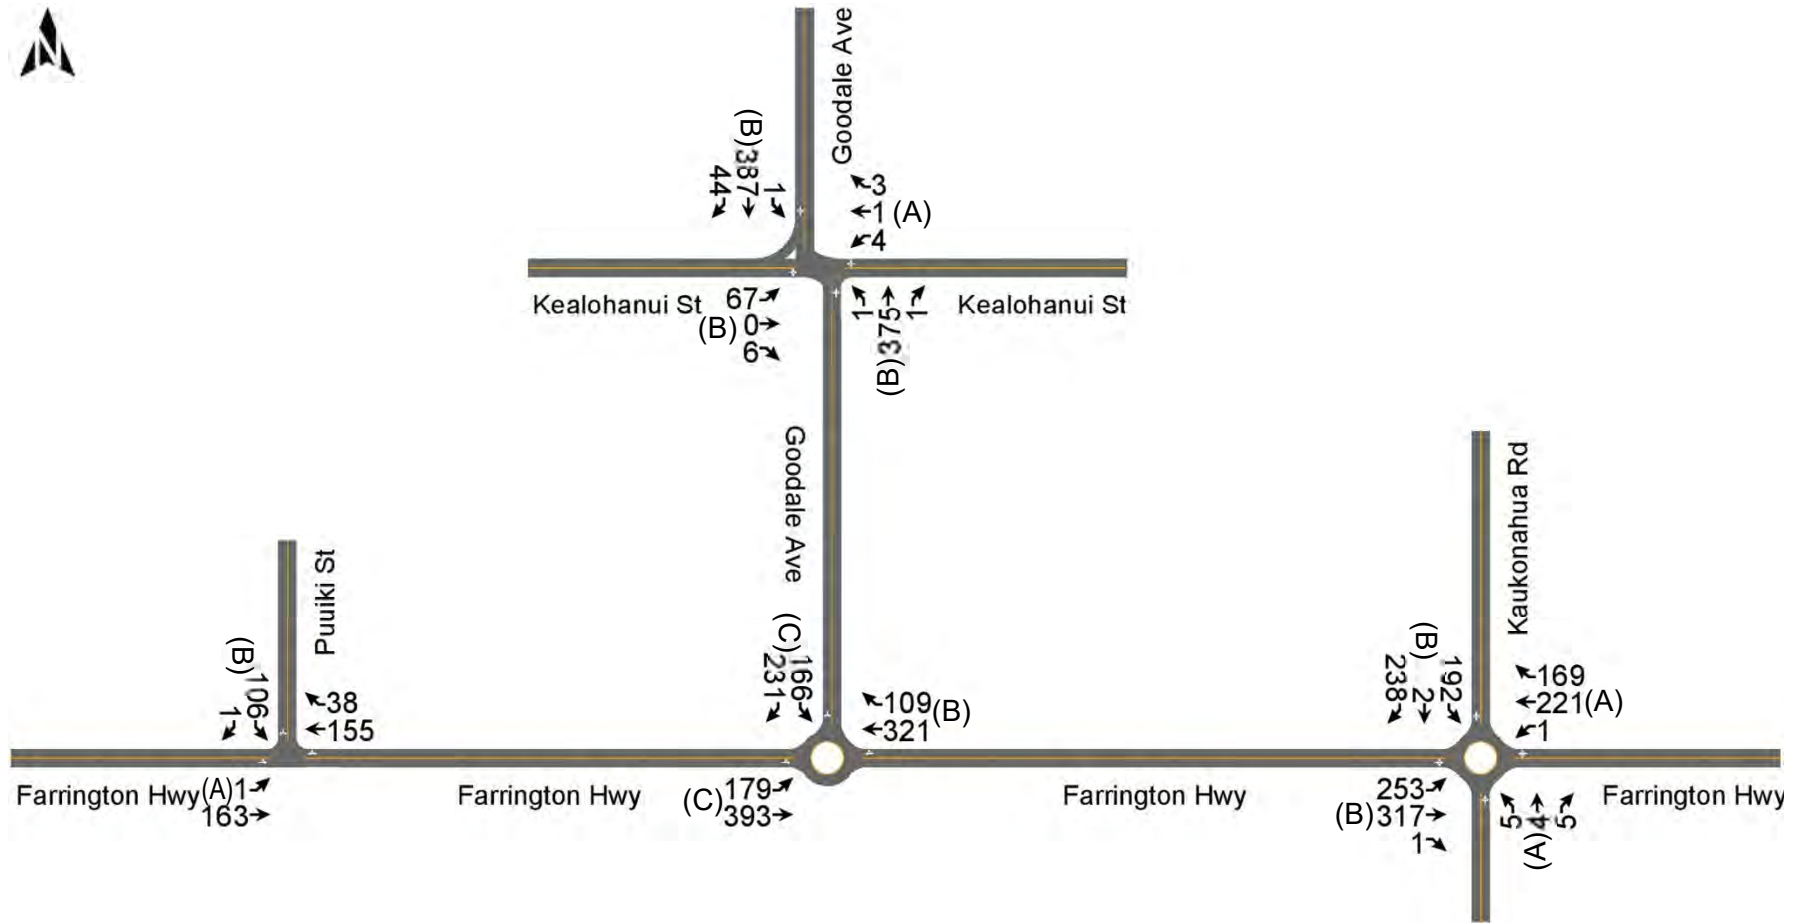 N
Goodale Ave
(B)387
44
1
3
1 (A)
4
Kealohanui St
67
(B) 0
6
1
(B)375
1
Kealohanui St
Goodale Ave
Kaukonahua Rd
Puuiki St
(B)106
1
38
155
(C)166
231
109
(B)
321
(B)
192
2
238
169
221(A)
1
Farrington Hwy(A)1
163
Farrington Hwy
(C)179
393
Farrington Hwy
253
(B)317
1
5
(A)4
5
Farrington Hwy